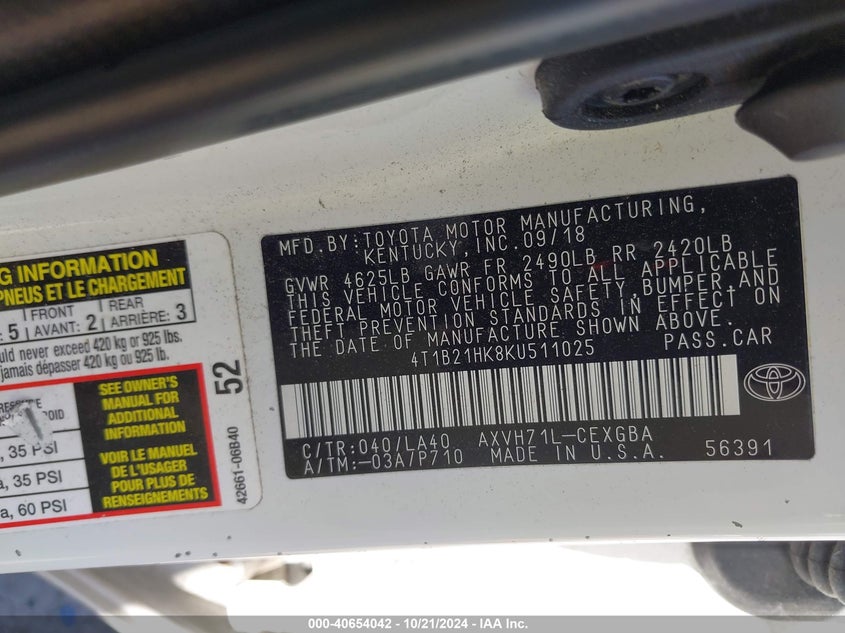 NG INFORMATION
PNEUS ET LE CHARGEMENT
5 | FRONT AVANT: 2 | REAR ARRIÈRE: 3
should never exceed 420 kg or 925 lbs.
jamais dépasser 420 kg ou 925 lb.
35 PSI
a, 35 PSI
a, 60 PSI
SEE OWNER'S
MANUAL FOR
ADDITIONAL
INFORMATION
VOIR LE MANUEL
DE L'USAGER
POUR PLUS DE
RENSEIGNEMENTS
52
42661-06B40
MFD. BY: TOYOTA MOTOR MANUFACTURING,
KENTUCKY, INC. 09/18
GVWR 4625LB GAWR FR 2490LB RR 2420LB
THIS VEHICLE CONFORMS TO ALL APPLICABLE
FEDERAL MOTOR VEHICLE SAFETY, BUMPER, AND
THEFT PREVENTION STANDARDS IN EFFECT ON
THE DATE OF MANUFACTURE SHOWN ABOVE.
4T1B21HK8KU511025 PASS. CAR
C/TR: 040/LA40 AXVH71L-CEXGBA
A/TM: -03A/P710 MADE IN U.S.A. 56391
000-40654042 - 10/21/2024 - IAA Inc.